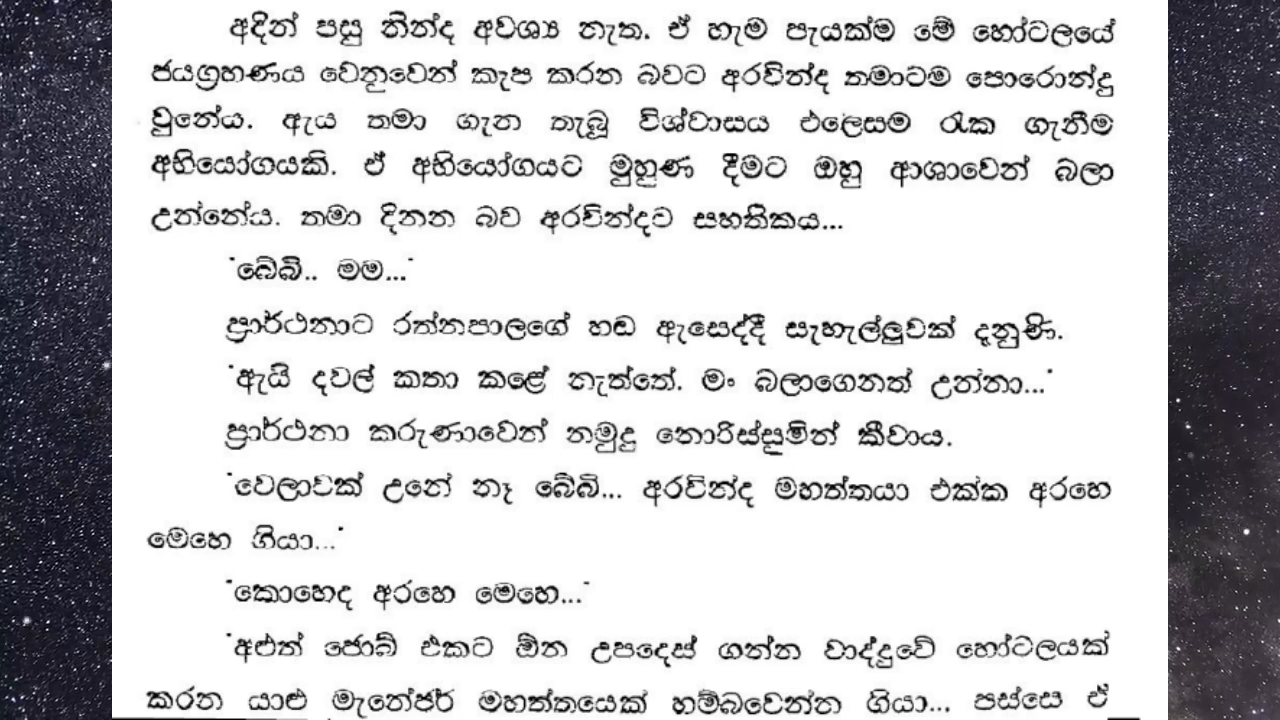 අදින් පසු නින්ද අවශ්‍ය නැත. ඒ හැම පැයක්ම මේ හෝටලයේ
ජයග්‍රහණය වෙනුවෙන් කැප කරන බවට අරවින්ද තමාටම පොරොන්දු
වුනේය. ඇය තමා ගැන තැබූ විශ්වාසය එලෙසම රැක ගැනීම
අභියෝගයකි. ඒ අභියෝගයට මුහුණ දීමට ඔහු ආශාවෙන් බලා
උන්නේය. තමා දිනන බව අරවින්දට සහතිකය...
"බේබි.. මම..."
ප්‍රාර්ථනාට රත්නපාලගේ හඬ ඇසෙද්දී සැහැල්ලුවක් දැනුණි.
"ඇයි දවල් කතා කළේ නැත්තේ. මං බලාගෙනත් උන්නා..."
ප්‍රාර්ථනා කරුණාවෙන් නමුදු නොරිස්සුමින් කීවාය.
"වෙලාවක් උනේ නෑ බේබි... අරවින්ද මහත්තයා එක්ක අරහෙ
මෙහෙ ගියා..."
"කොහෙද අරහෙ මෙහෙ..."
"අළුත් ජොබ් එකට ඕන උපදෙස් ගන්න වාද්දුවේ හෝටලයක්
කරන යාළු මැනේජර් මහත්තයෙක් හම්බවෙන්න ගියා... පස්සෙ ඒ